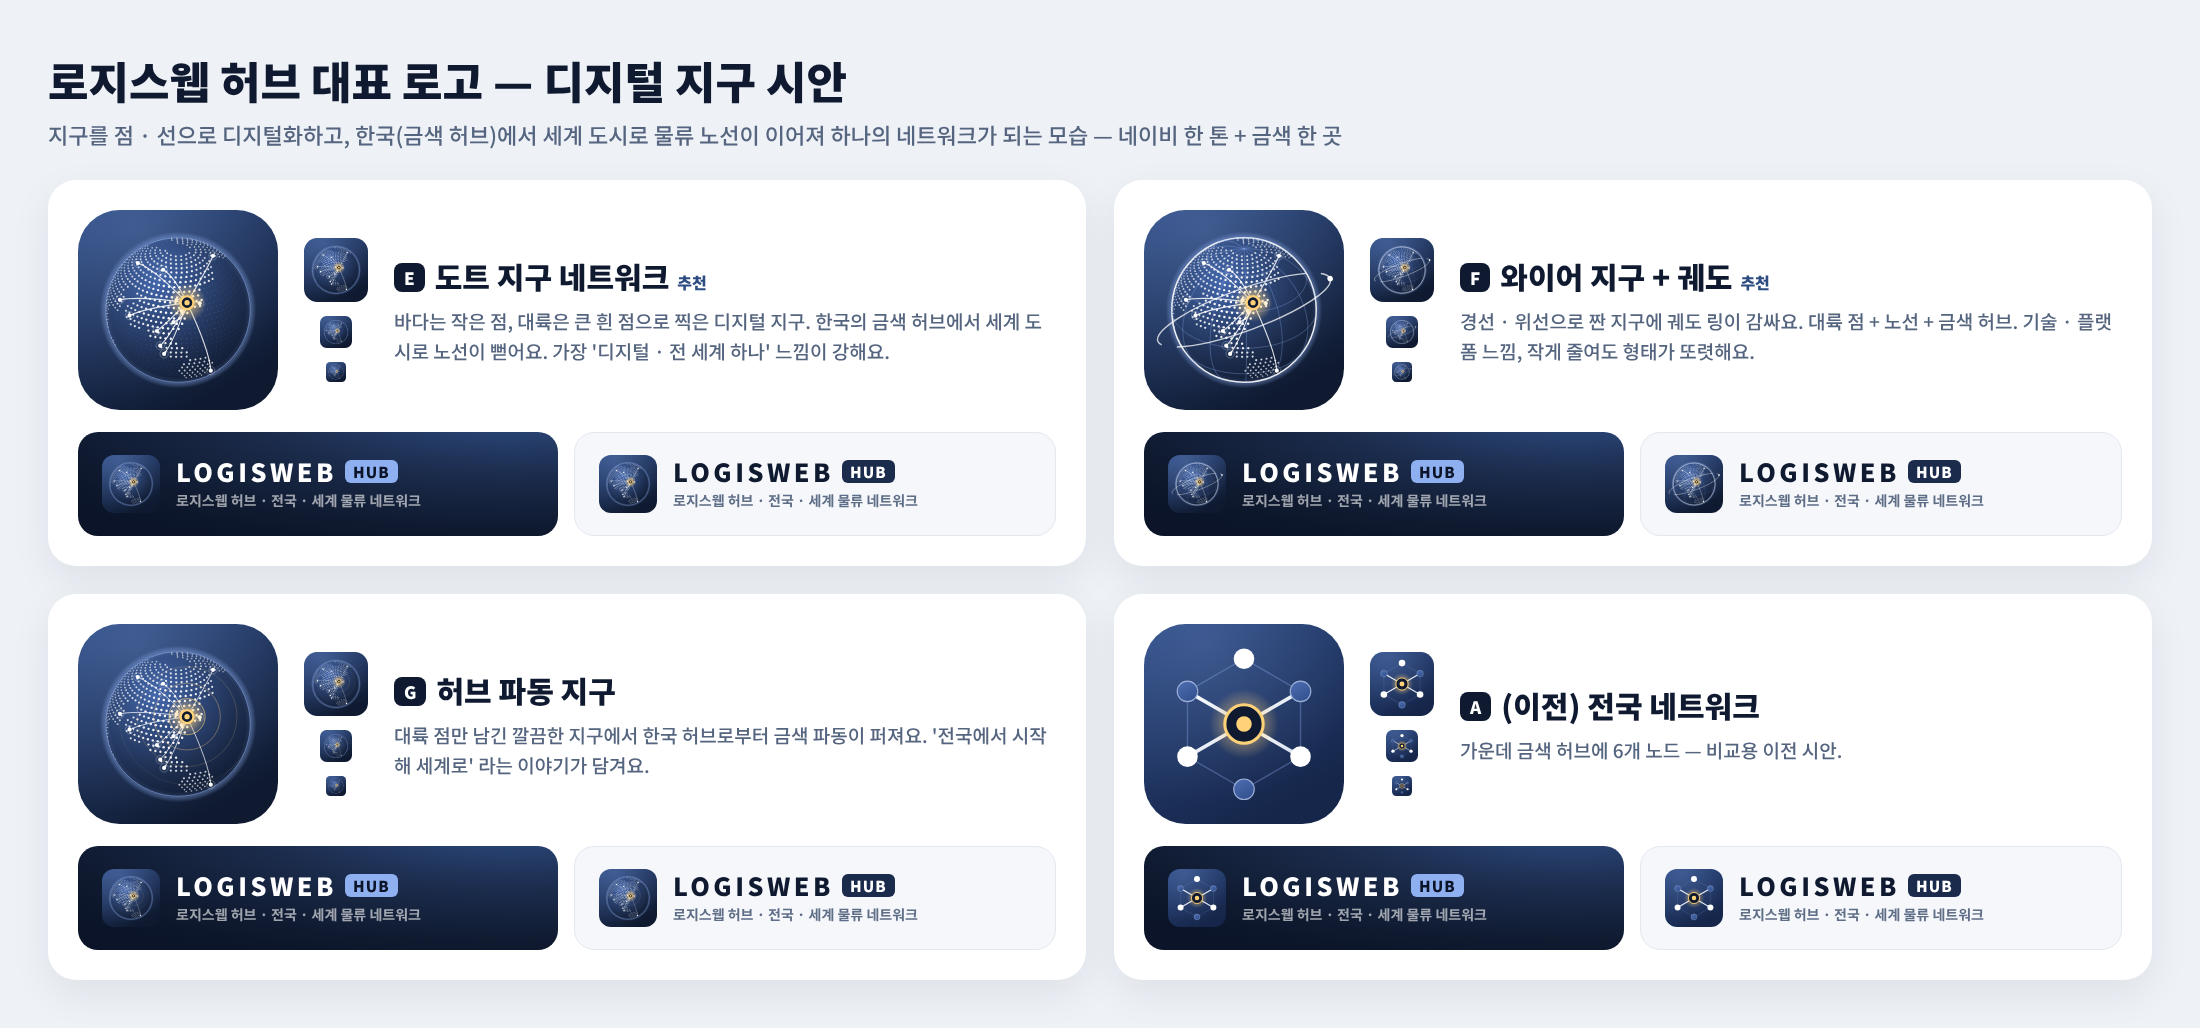 로지스웹 허브 대표 로고 — 디지털 지구 시안
지구를 점 · 선으로 디지털화하고, 한국(금색 허브)에서 세계 도시로 물류 노선이 이어져 하나의 네트워크가 되는 모습 — 네이비 한 톤 + 금색 한 곳
E 도트 지구 네트워크 추천
바다는 작은 점, 대륙은 큰 흰 점으로 찍은 디지털 지구. 한국의 금색 허브에서 세계 도
시로 노선이 뻗어요. 가장 '디지털 · 전 세계 하나' 느낌이 강해요.
LOGISWEB HUB
로지스웹 허브 · 전국 · 세계 물류 네트워크
LOGISWEB HUB
로지스웹 허브 · 전국 · 세계 물류 네트워크
F 와이어 지구 + 궤도 추천
경선 · 위선으로 짠 지구에 궤도 링이 감싸요. 대륙 점 + 노선 + 금색 허브. 기술 · 플랫
폼 느낌, 작게 줄여도 형태가 또렷해요.
LOGISWEB HUB
로지스웹 허브 · 전국 · 세계 물류 네트워크
LOGISWEB HUB
로지스웹 허브 · 전국 · 세계 물류 네트워크
G 허브 파동 지구
대륙 점만 남긴 깔끔한 지구에서 한국 허브로부터 금색 파동이 퍼져요. '전국에서 시작
해 세계로' 라는 이야기가 담겨요.
LOGISWEB HUB
로지스웹 허브 · 전국 · 세계 물류 네트워크
LOGISWEB HUB
로지스웹 허브 · 전국 · 세계 물류 네트워크
A (이전) 전국 네트워크
가운데 금색 허브에 6개 노드 — 비교용 이전 시안.
LOGISWEB HUB
로지스웹 허브 · 전국 · 세계 물류 네트워크
LOGISWEB HUB
로지스웹 허브 · 전국 · 세계 물류 네트워크